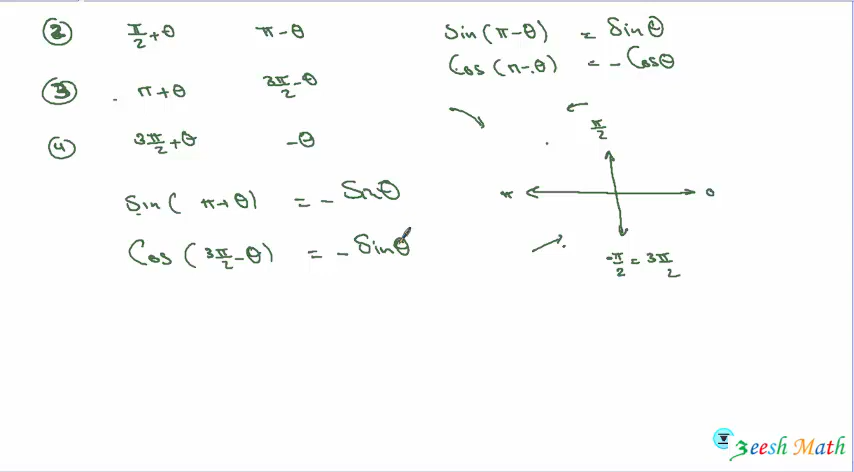 ② π/2+θ π-θ
③ π+θ 3π/2-θ
④ 3π/2+θ -θ
Sin(π+θ) = -Sinθ
Cos(3π/2-θ) = -Sinθ
Sin(π-θ) = Sinθ
Cos(π-θ) = -Cosθ
π/2
π 0
-π/2 = 3π/2
Zeesh Math